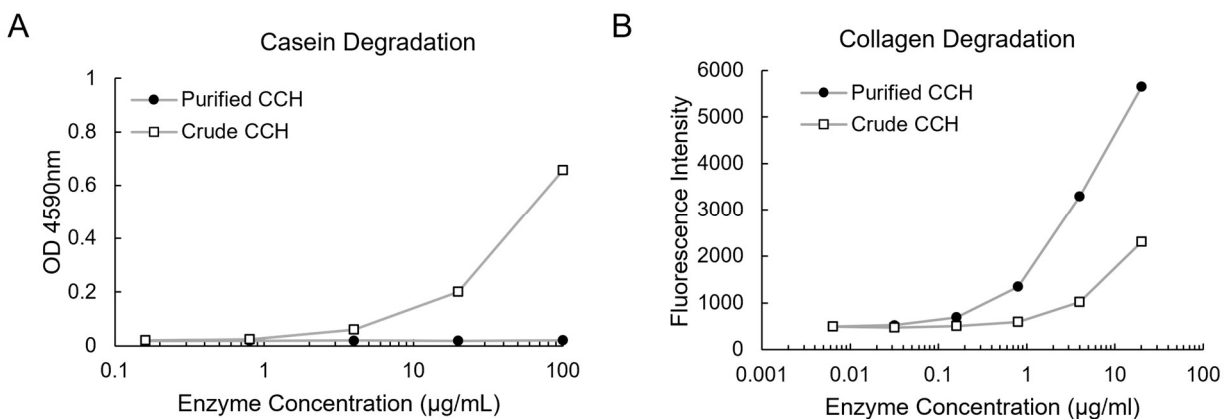 A
Casein Degradation
Purified CCH
Crude CCH
OD 4590nm
1
0.8
0.6
0.4
0.2
0
0.1
1
10
100
Enzyme Concentration (µg/mL)
B
Collagen Degradation
Purified CCH
Crude CCH
Fluorescence Intensity
6000
5000
4000
3000
2000
1000
0
0.001
0.01
0.1
1
10
100
Enzyme Concentration (µg/ml)